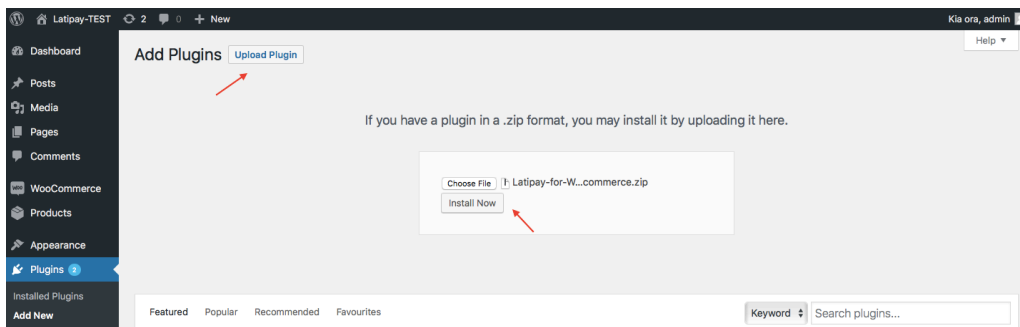 Latipay-TEST 2 0 + New Kia ora, admin
Help ▼
Dashboard
Posts
Media
Pages
Comments
WooCommerce
Products
Appearance
Plugins 2
Installed Plugins
Add New
Add Plugins Upload Plugin
If you have a plugin in a .zip format, you may install it by uploading it here.
Choose File Latipay-for-W...commerce.zip
Install Now
Featured Popular Recommended Favourites Keyword Search plugins...